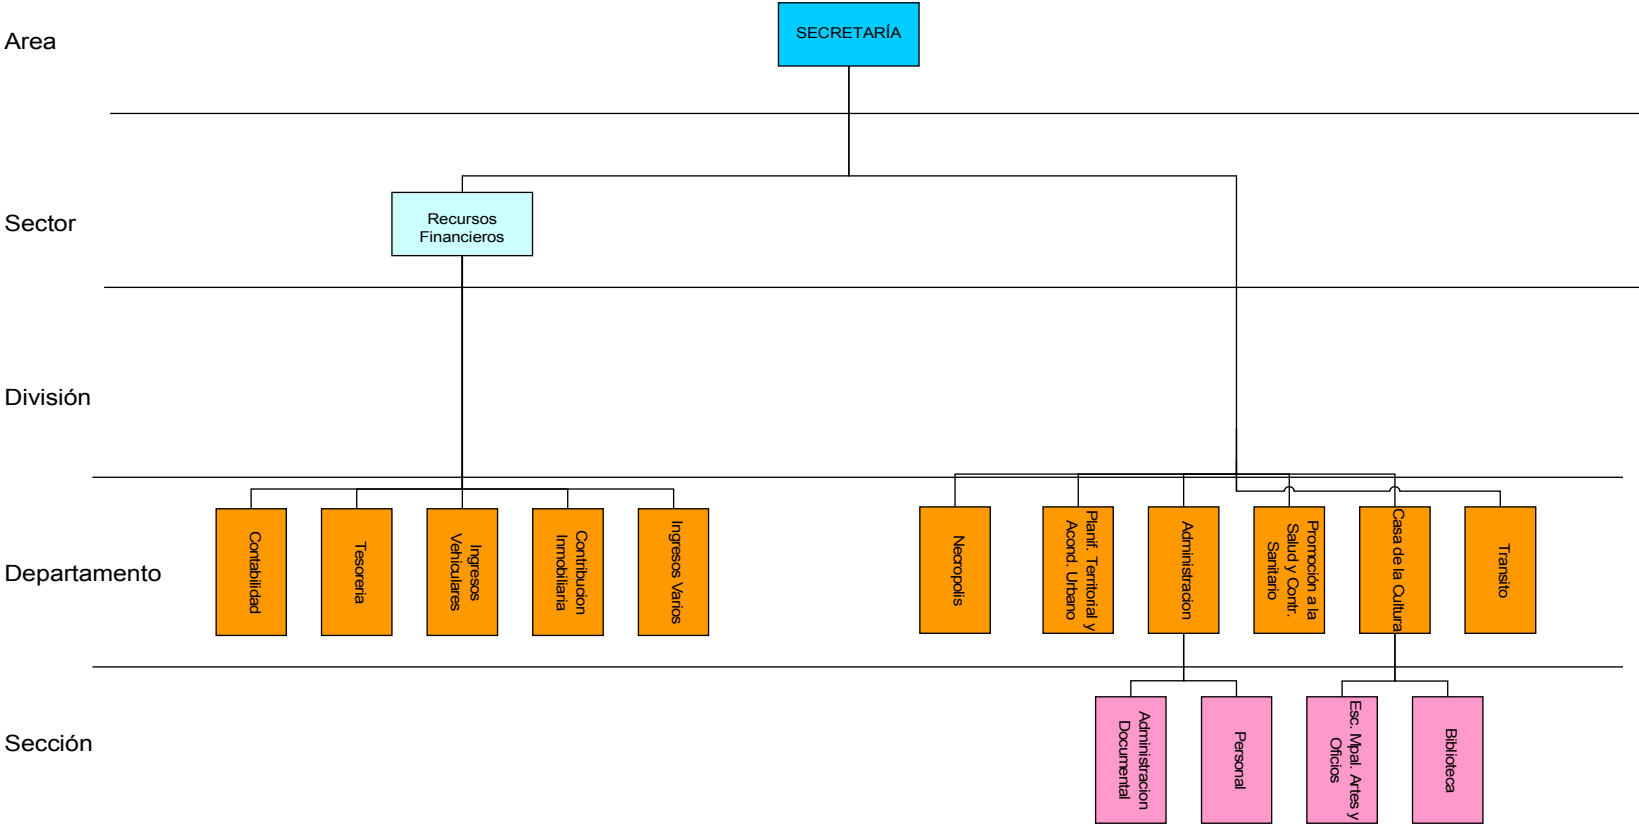 Area
SECRETARÍA
Sector
Recursos
Financieros
División
Departamento
Contabilidad
Tesoreria
Ingresos
Vehiculares
Contribucion
Inmobiliaria
Ingresos Varios
Necropolis
Planif. Territorial y
Acond. Urbano
Administracion
Promoción a la
Salud y Contr.
Sanitario
Casa de la Cultura
Transito
Sección
Administracion
Documental
Personal
Esc. Mpal. Artes y
Oficios
Biblioteca